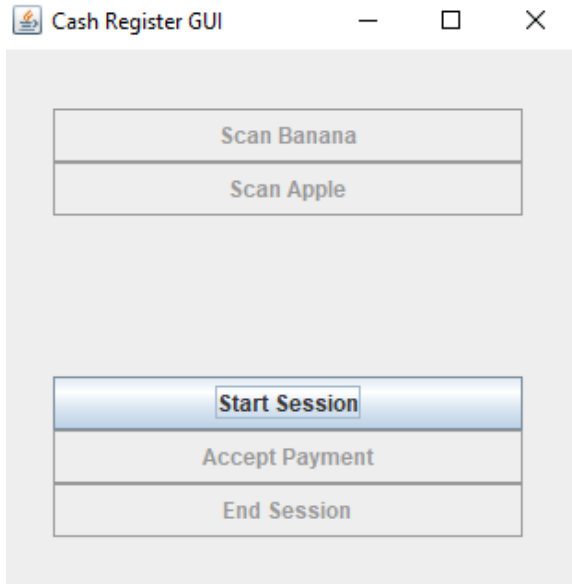 Cash Register GUI
Scan Banana
Scan Apple
Start Session
Accept Payment
End Session